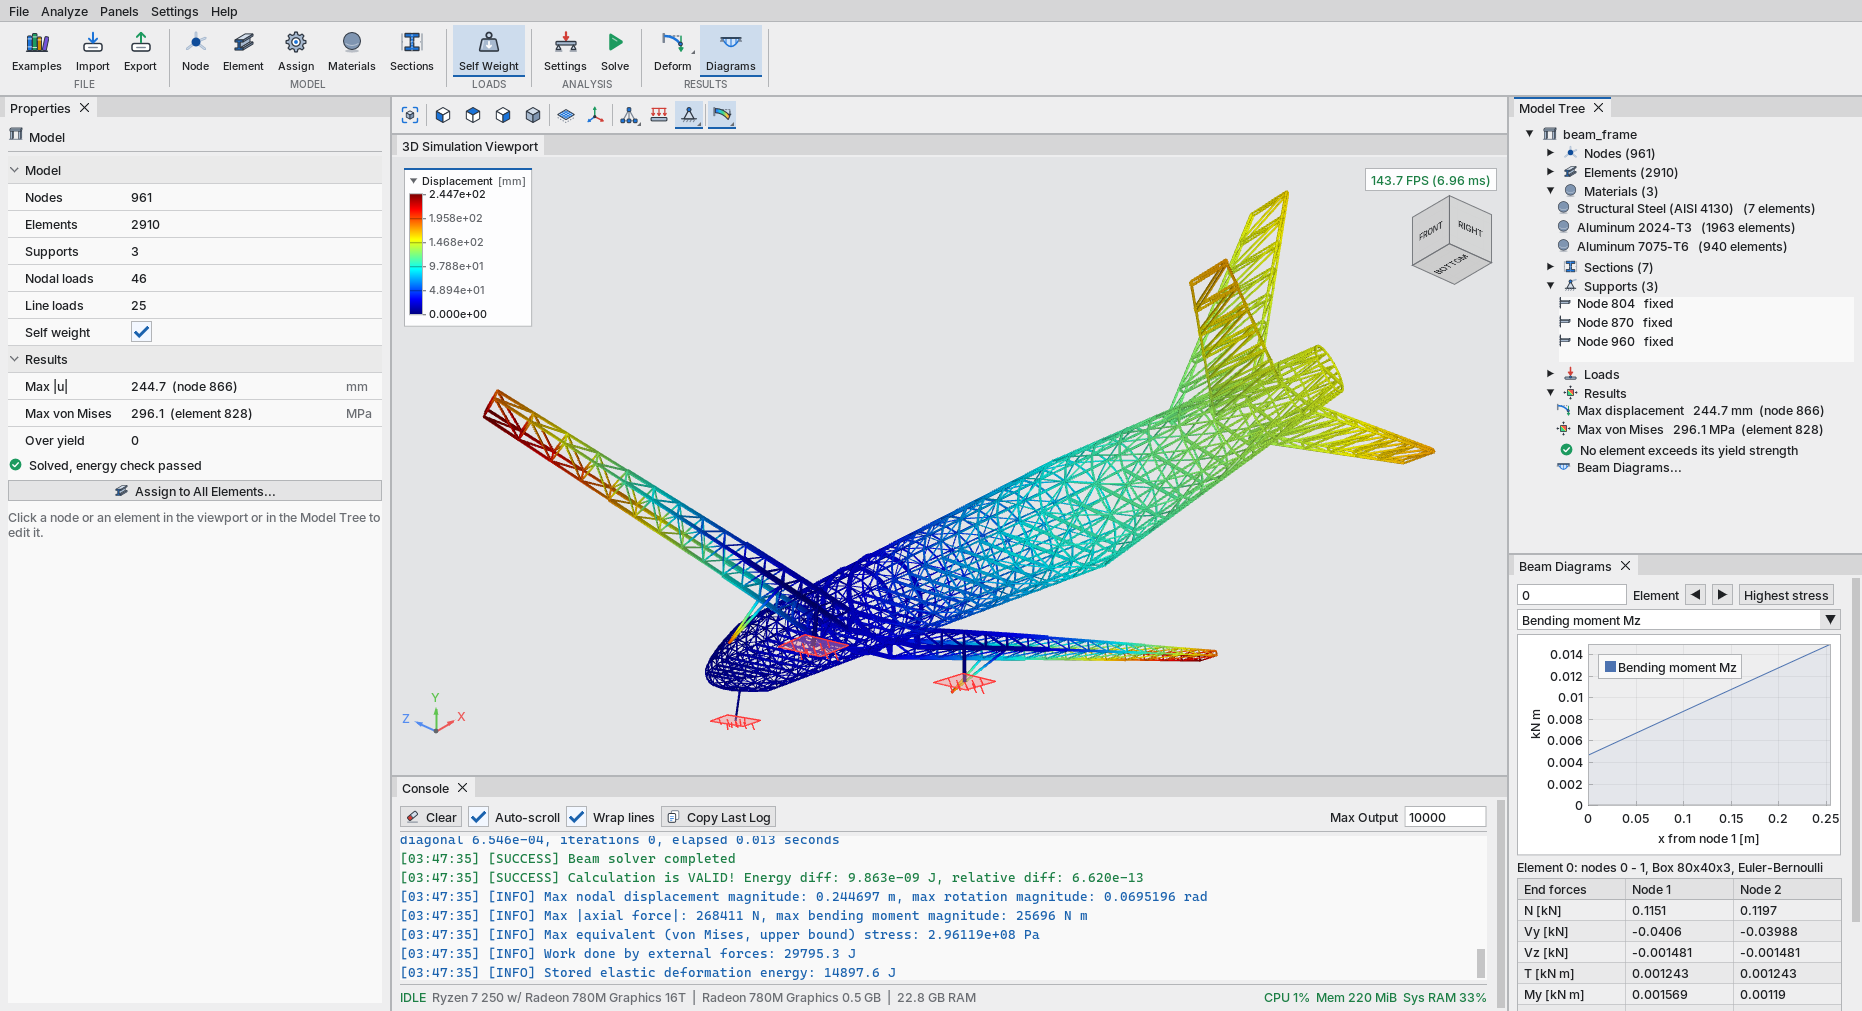 File Analyze Panels Settings Help
Examples Import Export Node Element Assign Materials Sections Self Weight Settings Solve Deform Diagrams
FILE MODEL LOADS ANALYSIS RESULTS
Properties
Model
Model
Nodes 961
Elements 2910
Supports 3
Nodal loads 46
Line loads 25
Self weight
Results
Max |u| 244.7 (node 866) mm
Max von Mises 296.1 (element 828) MPa
Over yield 0
Solved, energy check passed
Assign to All Elements...
Click a node or an element in the viewport or in the Model Tree to
edit it.
3D Simulation Viewport
Displacement [mm]
2.447e+02
1.958e+02
1.468e+02
9.788e+01
4.894e+01
0.000e+00
143.7 FPS (6.96 ms)
FRONT RIGHT
BOTTOM
Y
Z X
Console
Clear Auto-scroll Wrap lines Copy Last Log Max Output 10000
diagonal 6.546e-04, iterations 0, elapsed 0.013 seconds
[03:47:35] [SUCCESS] Beam solver completed
[03:47:35] [SUCCESS] Calculation is VALID! Energy diff: 9.863e-09 J, relative diff: 6.620e-13
[03:47:35] [INFO] Max nodal displacement magnitude: 0.244697 m, max rotation magnitude: 0.0695196 rad
[03:47:35] [INFO] Max |axial force|: 268411 N, max bending moment magnitude: 25696 N m
[03:47:35] [INFO] Max equivalent (von Mises, upper bound) stress: 2.96119e+08 Pa
[03:47:35] [INFO] Work done by external forces: 29795.3 J
[03:47:35] [INFO] Stored elastic deformation energy: 14897.6 J
IDLE Ryzen 7 250 w/ Radeon 780M Graphics 16T | Radeon 780M Graphics 0.5 GB | 22.8 GB RAM CPU 1% Mem 220 MiB Sys RAM 33%
Model Tree
beam_frame
Nodes (961)
Elements (2910)
Materials (3)
Structural Steel (AISI 4130) (7 elements)
Aluminum 2024-T3 (1963 elements)
Aluminum 7075-T6 (940 elements)
Sections (7)
Supports (3)
Node 804 fixed
Node 870 fixed
Node 960 fixed
Loads
Results
Max displacement 244.7 mm (node 866)
Max von Mises 296.1 MPa (element 828)
No element exceeds its yield strength
Beam Diagrams...
Beam Diagrams
0 Element Highest stress
Bending moment Mz
Bending moment Mz
kN m
0.014
0.012
0.01
0.008
0.006
0.004
0.002
0
0 0.05 0.1 0.15 0.2 0.25
x from node 1 [m]
Element 0: nodes 0 - 1, Box 80x40x3, Euler-Bernoulli
End forces Node 1 Node 2
N [kN] 0.1151 0.1197
Vy [kN] -0.0406 -0.03988
Vz [kN] -0.001481 -0.001481
T [kN m] 0.001243 0.001243
My [kN m] 0.001569 0.00119